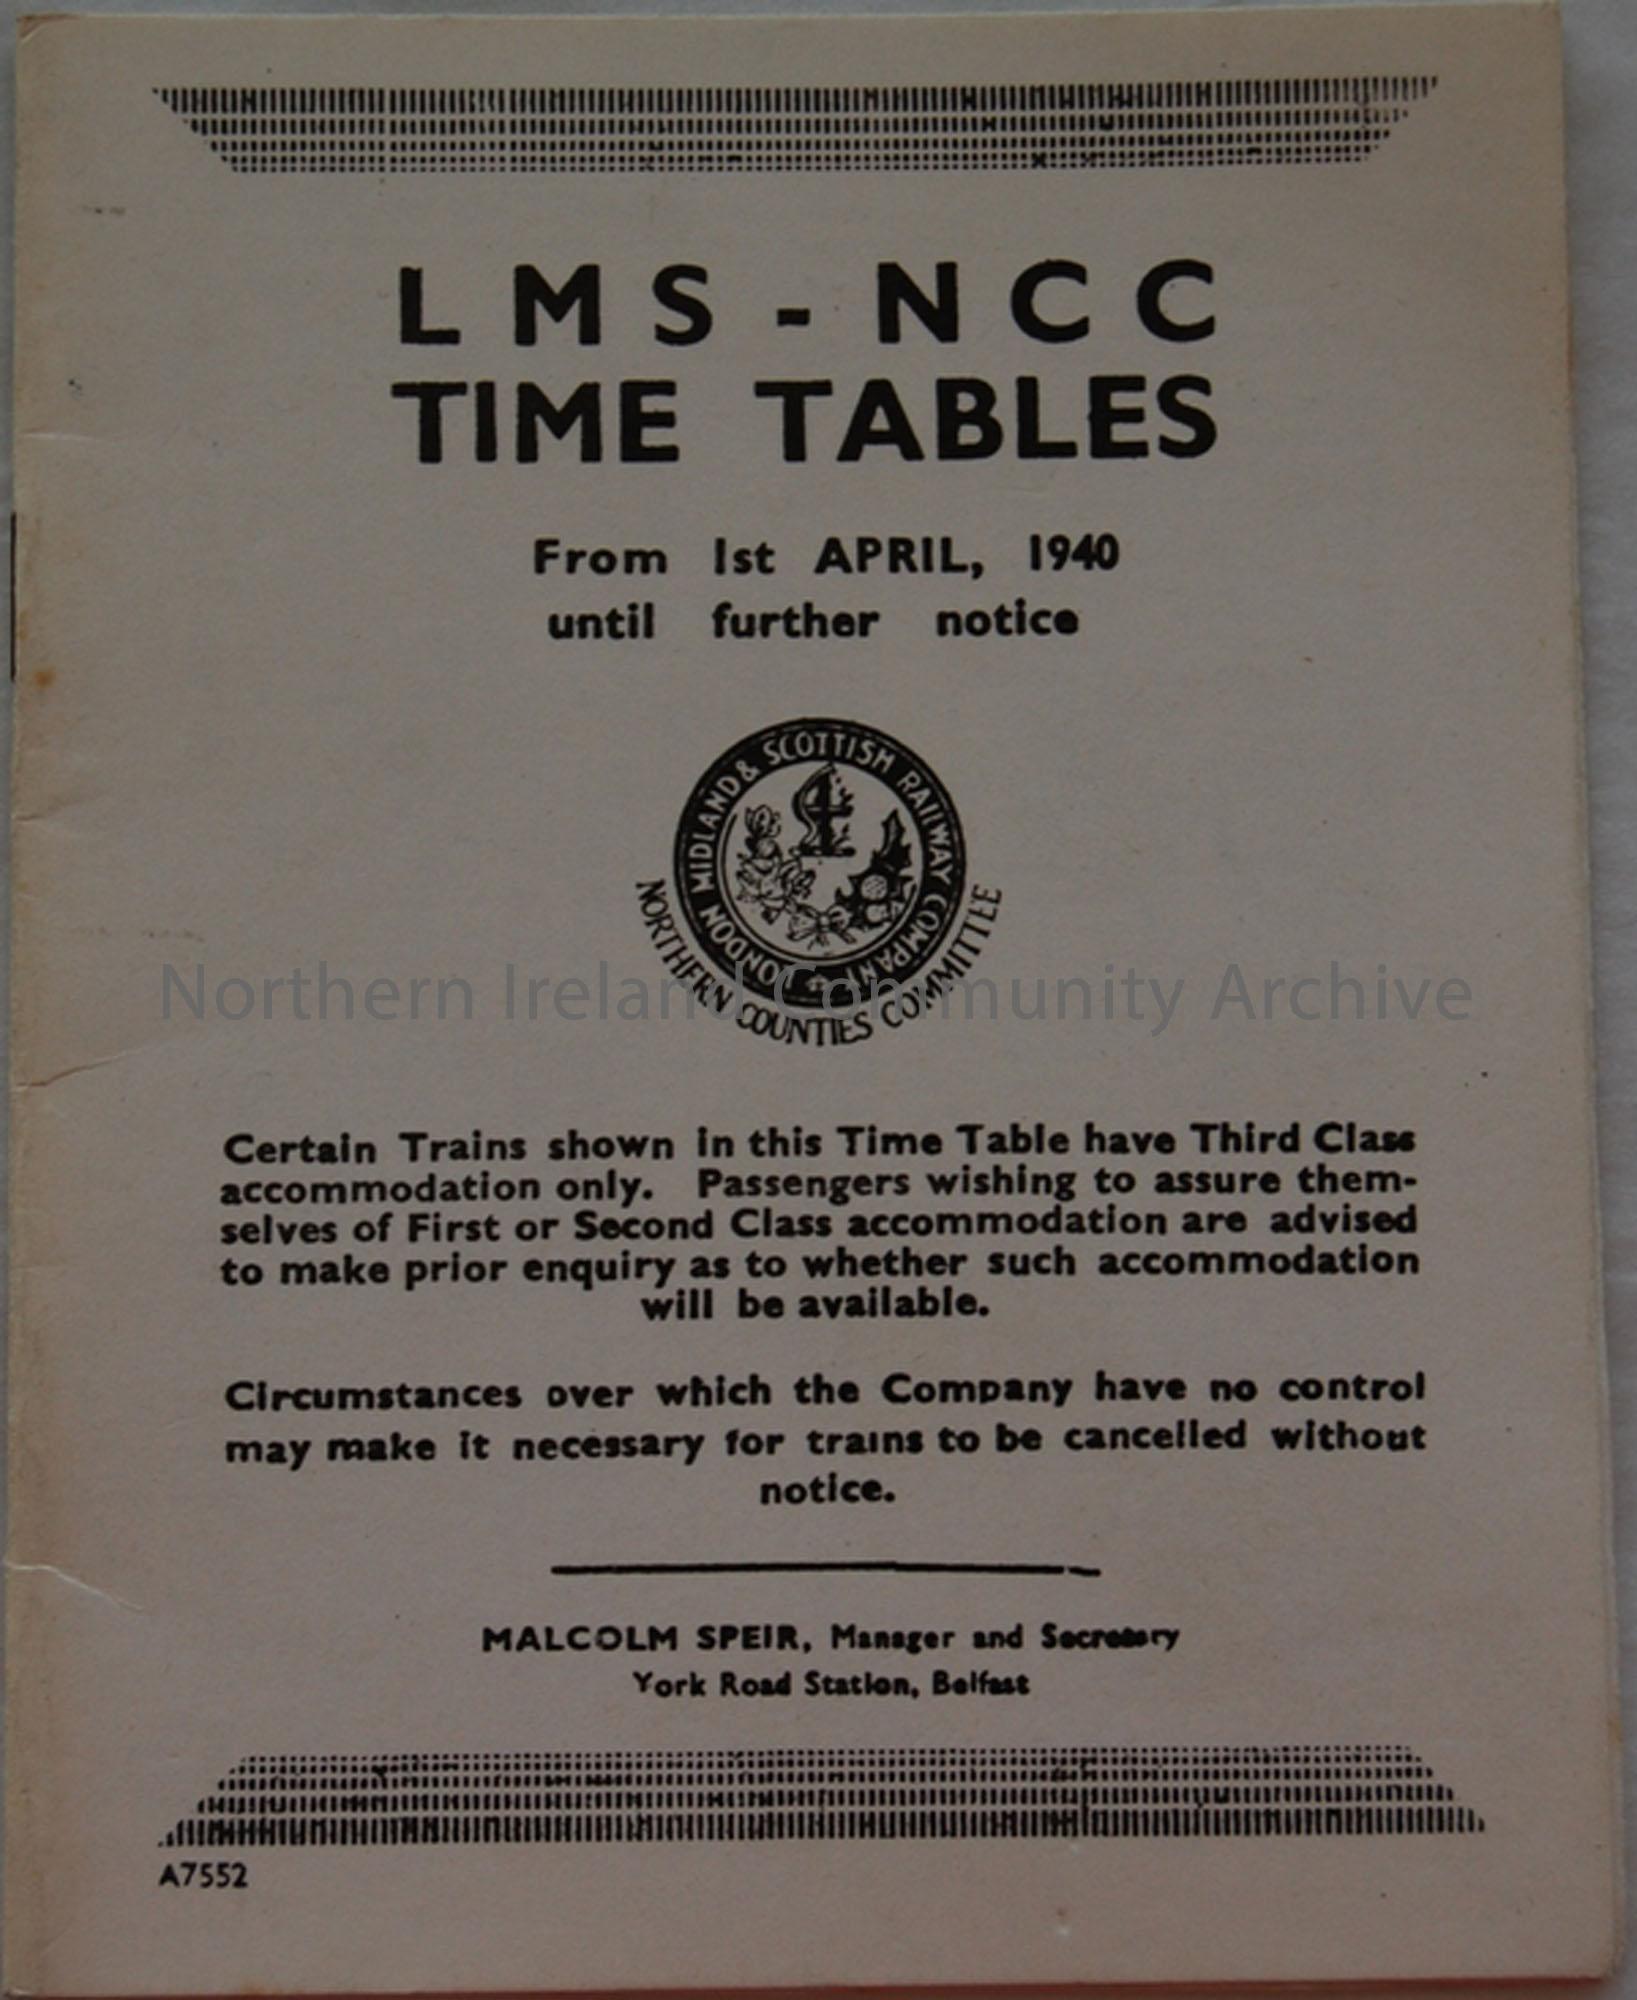 LMS - NCC
TIME TABLES
From 1st APRIL, 1940
until further notice
LONDON MIDLAND & SCOTTISH RAILWAY COMPANY
NORTHERN COUNTIES COMMITTEE
Northern Ireland Community Archive
Certain Trains shown in this Time Table have Third Class
accommodation only. Passengers wishing to assure them-
selves of First or Second Class accommodation are advised
to make prior enquiry as to whether such accommodation
will be available.
Circumstances over which the Company have no control
may make it necessary for trains to be cancelled without
notice.
MALCOLM SPEIR, Manager and Secretary
York Road Station, Belfast
A7552